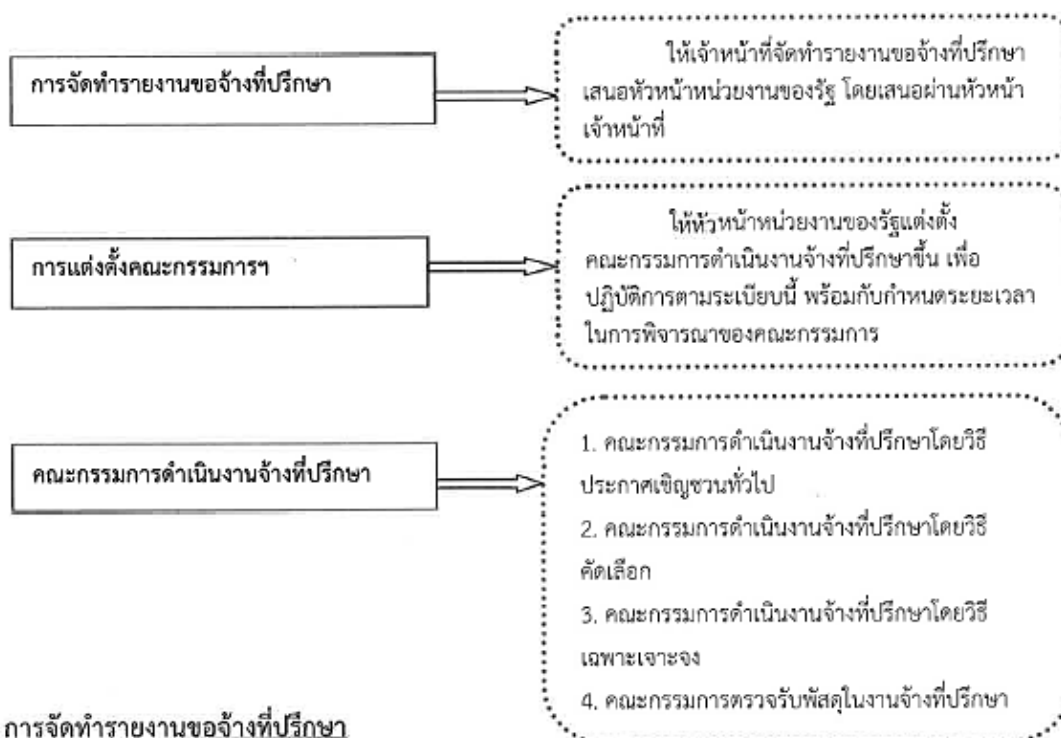 การจัดทำรายงานขอจ้างที่ปรึกษา
ให้เจ้าหน้าที่จัดทำรายงานขอจ้างที่ปรึกษา
เสนอหัวหน้าหน่วยงานของรัฐ โดยเสนอผ่านหัวหน้า
เจ้าหน้าที่
การแต่งตั้งคณะกรรมการฯ
ให้หัวหน้าหน่วยงานของรัฐแต่งตั้ง
คณะกรรมการดำเนินงานจ้างที่ปรึกษาขึ้น เพื่อ
ปฏิบัติการตามระเบียบนี้ พร้อมกับกำหนดระยะเวลา
ในการพิจารณาของคณะกรรมการ
คณะกรรมการดำเนินงานจ้างที่ปรึกษา
1. คณะกรรมการดำเนินงานจ้างที่ปรึกษาโดยวิธี
ประกาศเชิญชวนทั่วไป
2. คณะกรรมการดำเนินงานจ้างที่ปรึกษาโดยวิธี
คัดเลือก
3. คณะกรรมการดำเนินงานจ้างที่ปรึกษาโดยวิธี
เฉพาะเจาะจง
4. คณะกรรมการตรวจรับพัสดุในงานจ้างที่ปรึกษา
การจัดทำรายงานขอจ้างที่ปรึกษา